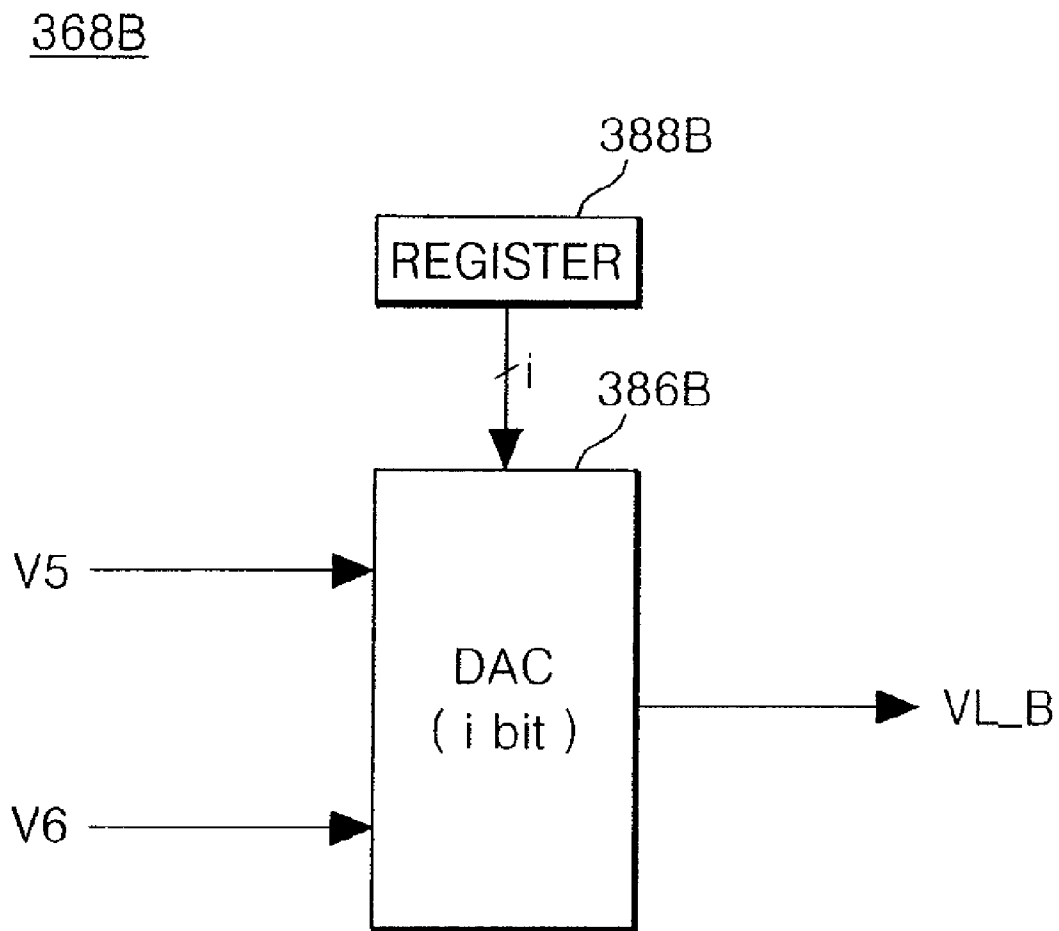 368B
388B
REGISTER
i
386B
V5
DAC
( i bit )
VL_B
V6